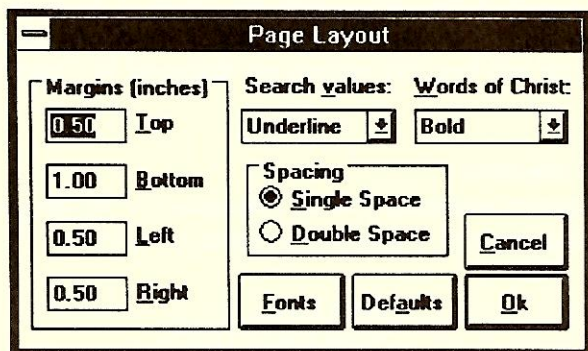 Page Layout
Margins (inches)
0.50 Top
1.00 Bottom
0.50 Left
0.50 Right
Search values:
Underline
Words of Christ:
Bold
Spacing
Single Space
Double Space
Cancel
Fonts
Defaults
Ok